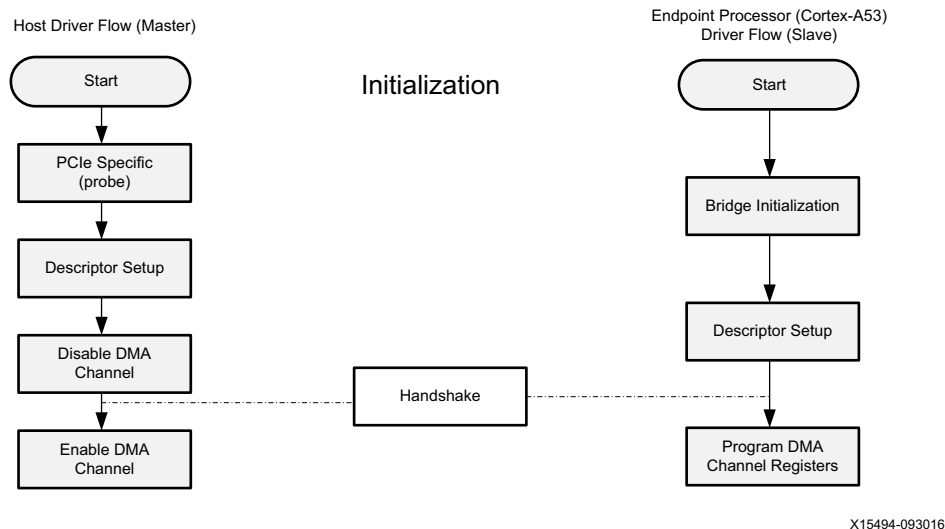 Host Driver Flow (Master)
Start
PCIe Specific
(probe)
Descriptor Setup
Disable DMA
Channel
Enable DMA
Channel
Initialization
Handshake
Endpoint Processor (Cortex-A53)
Driver Flow (Slave)
Start
Bridge Initialization
Descriptor Setup
Program DMA
Channel Registers
X15494-093016